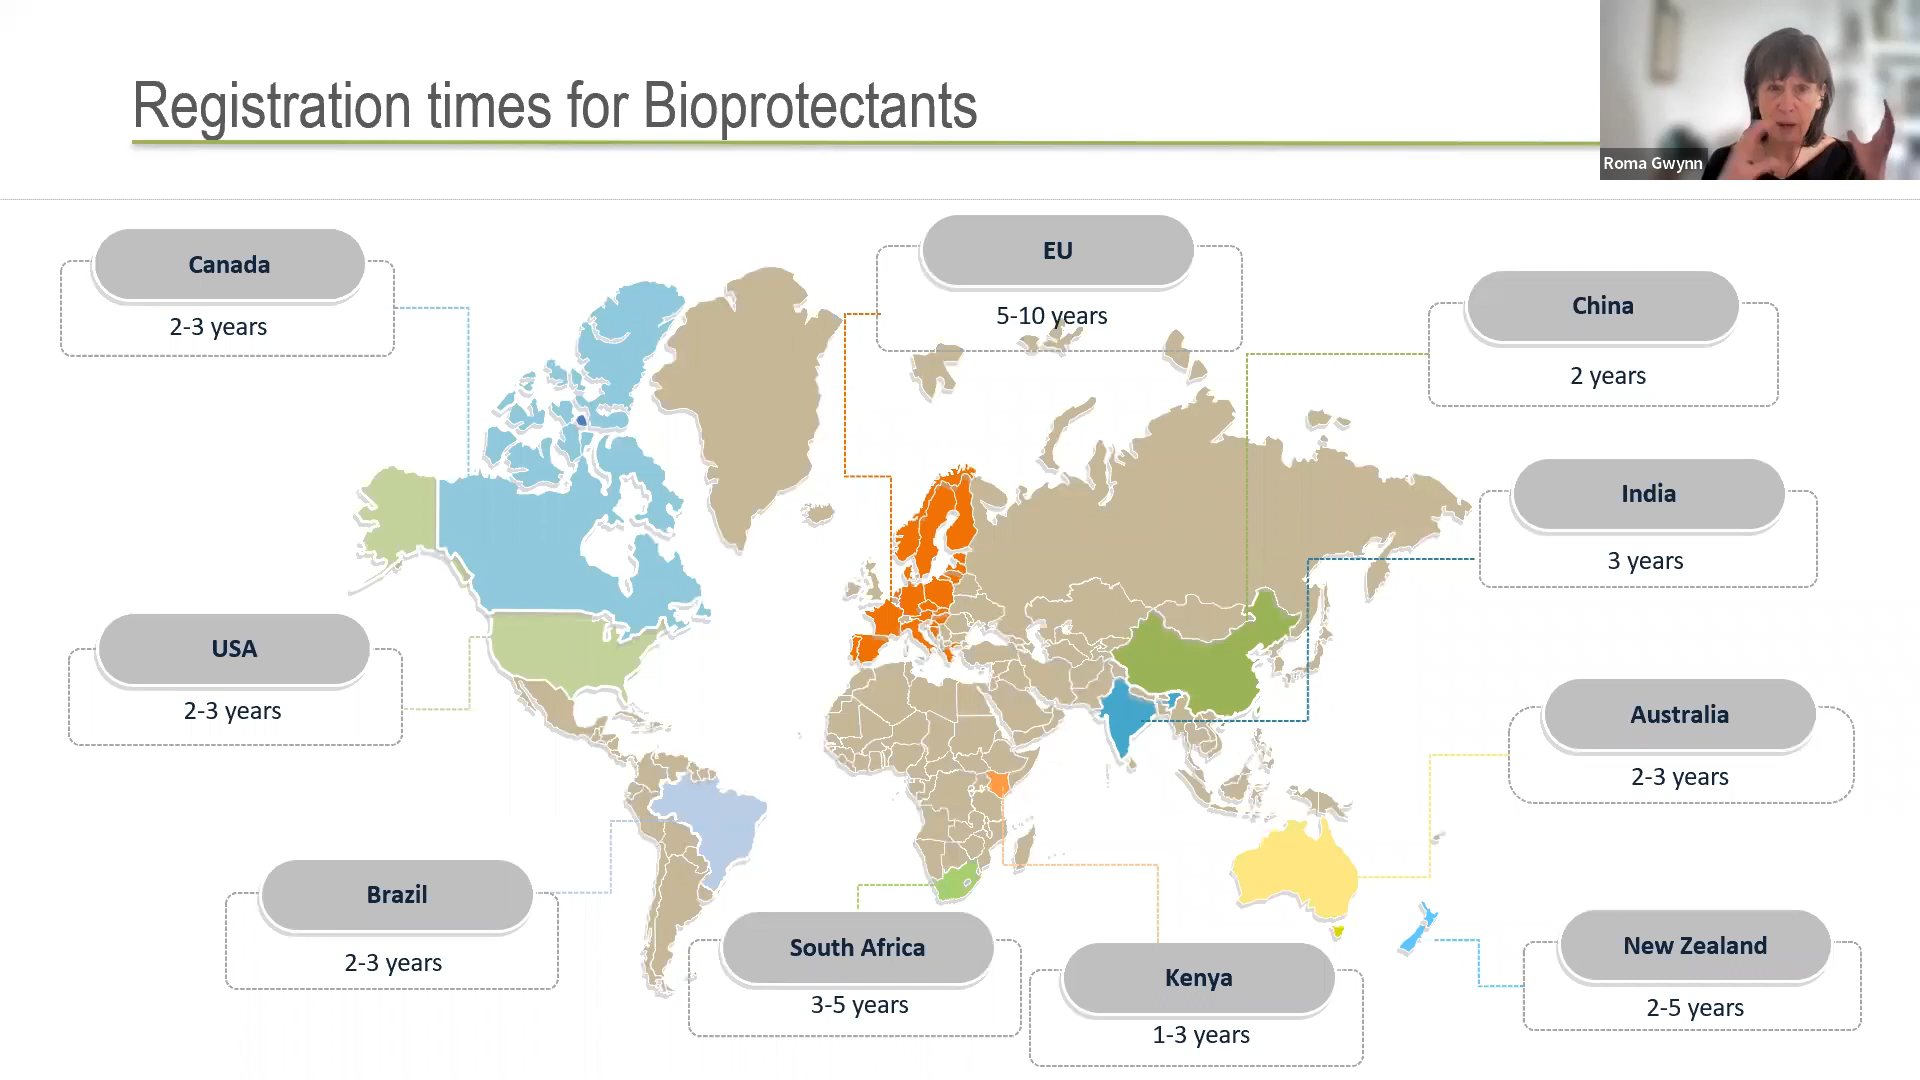 Registration times for Bioprotectants
Roma Gwynn
Canada
2-3 years
EU
5-10 years
China
2 years
India
3 years
USA
2-3 years
Australia
2-3 years
Brazil
2-3 years
South Africa
3-5 years
Kenya
1-3 years
New Zealand
2-5 years